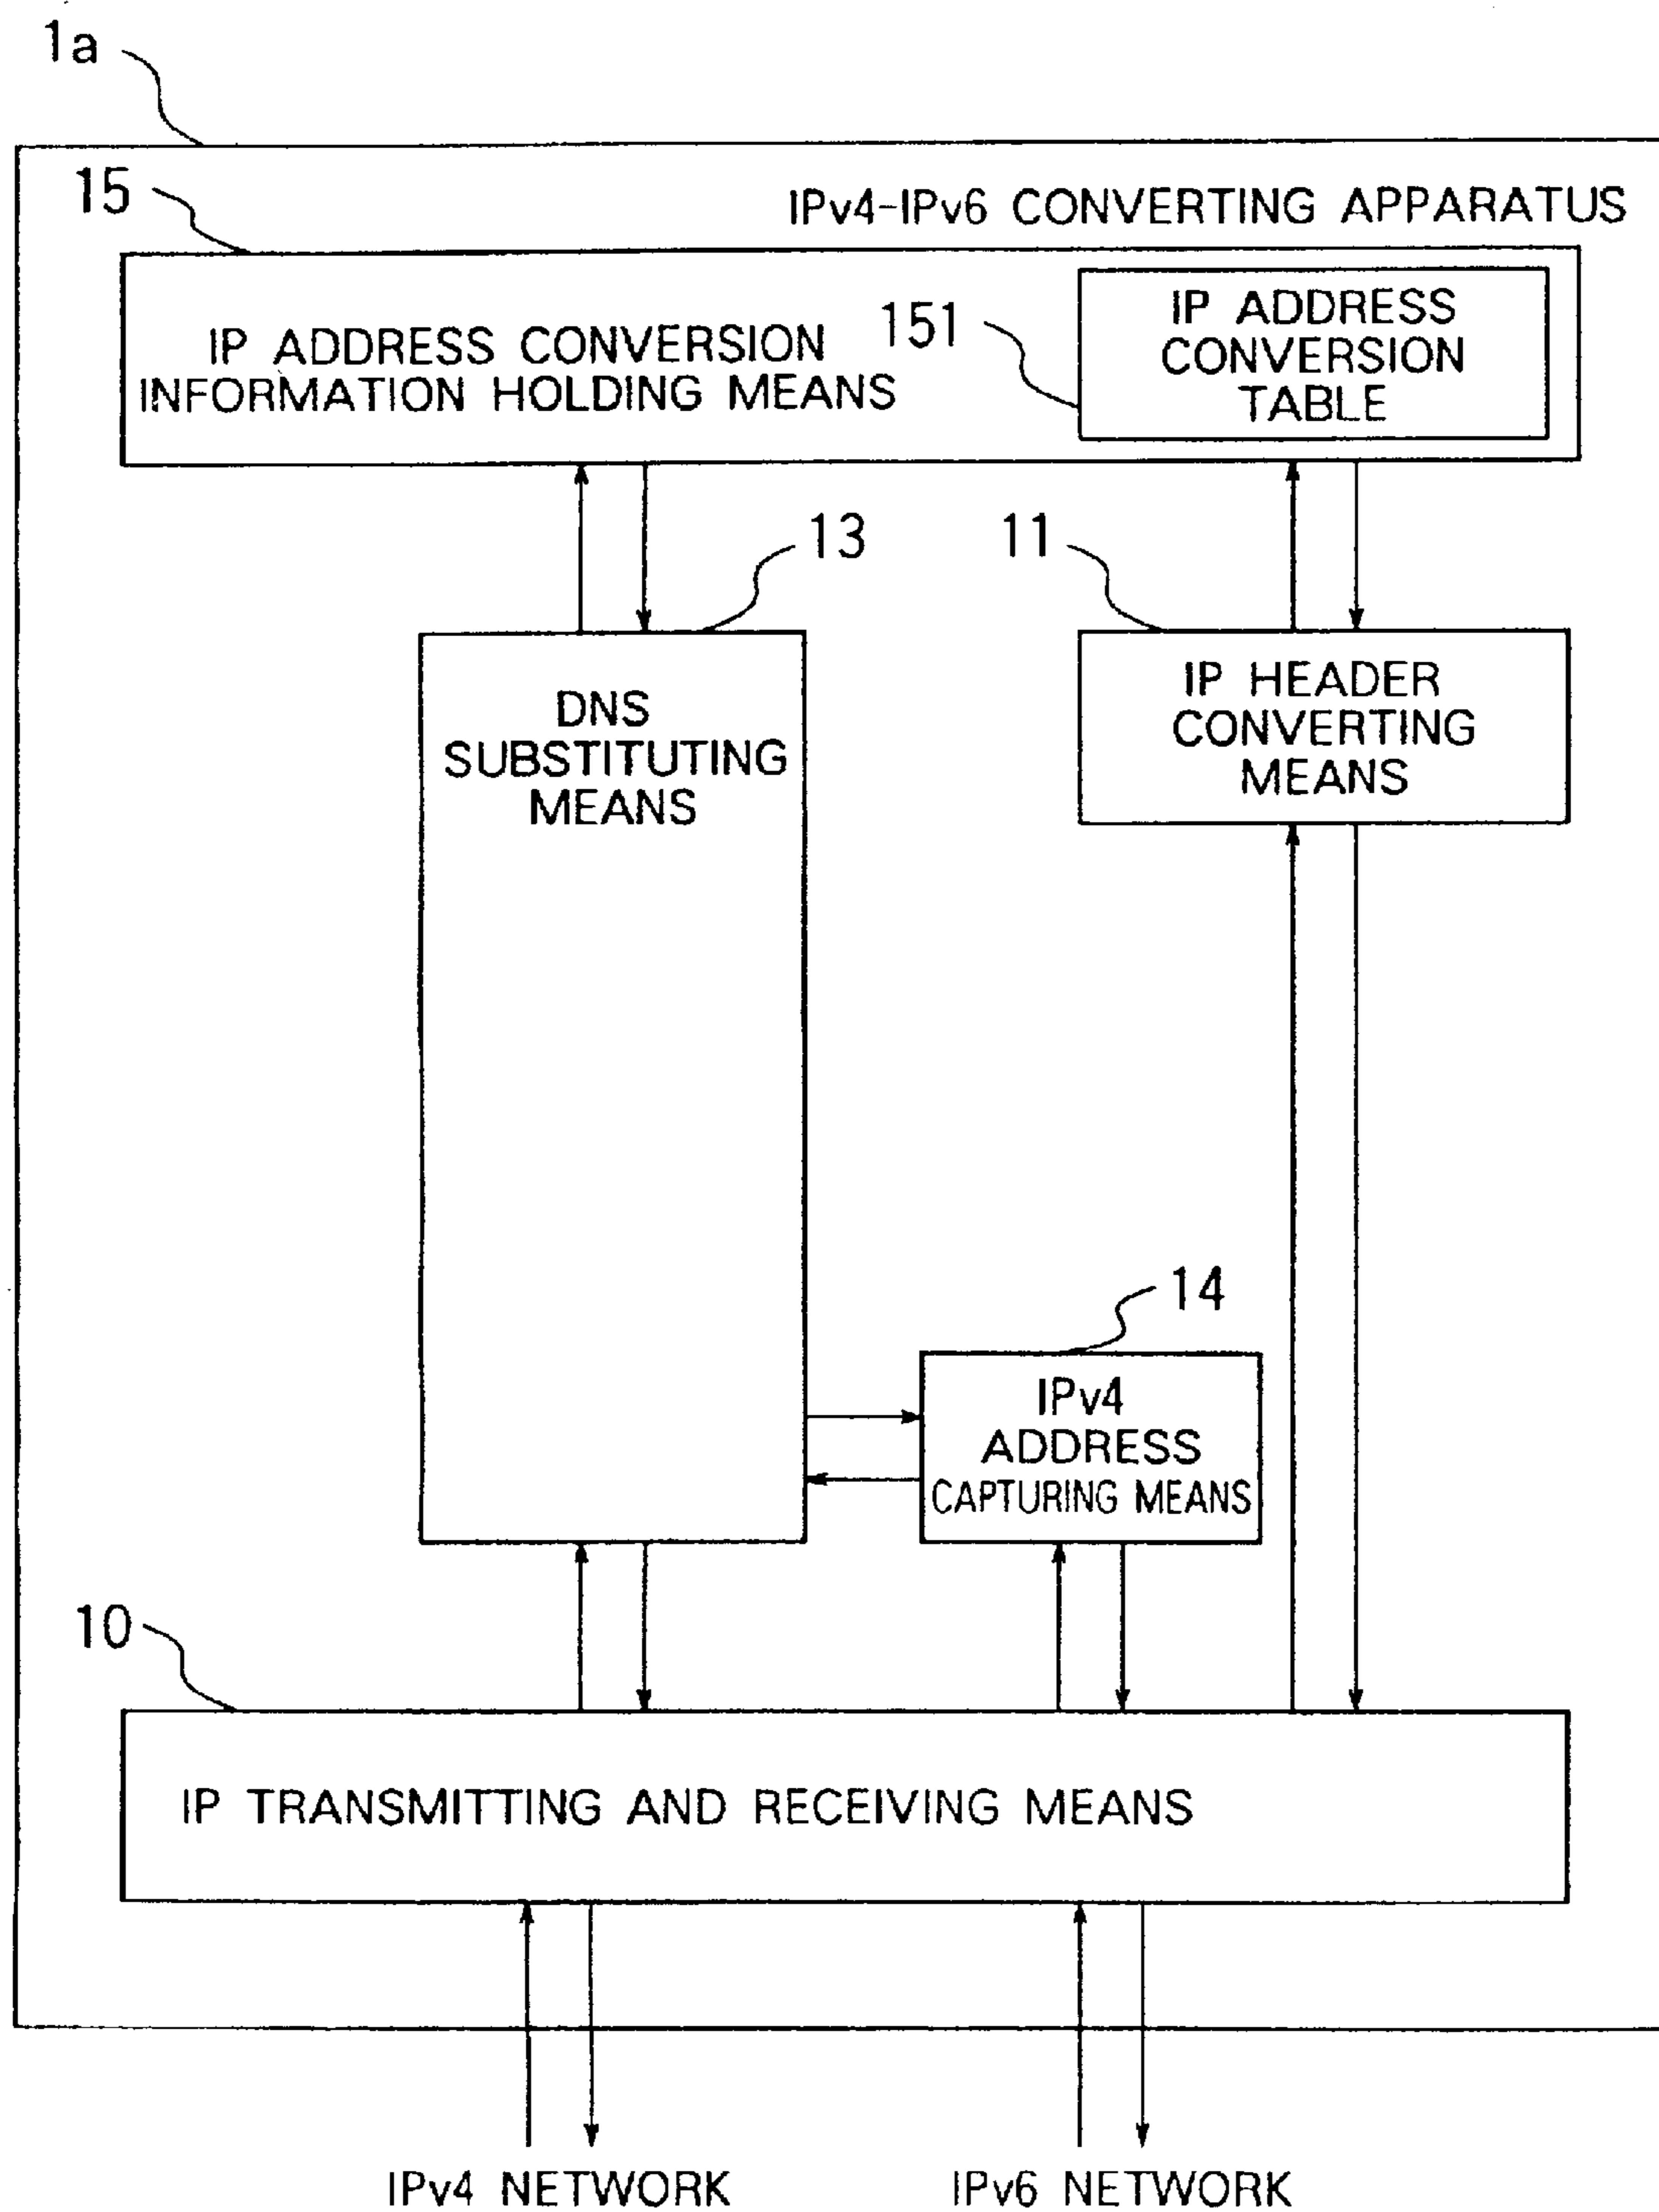 1a
15
IPv4-IPv6 CONVERTING APPARATUS
IP ADDRESS CONVERSION
INFORMATION HOLDING MEANS
151
IP ADDRESS
CONVERSION
TABLE
13
11
DNS
SUBSTITUTING
MEANS
IP HEADER
CONVERTING
MEANS
14
IPv4
ADDRESS
CAPTURING MEANS
10
IP TRANSMITTING AND RECEIVING MEANS
IPv4 NETWORK
IPv6 NETWORK